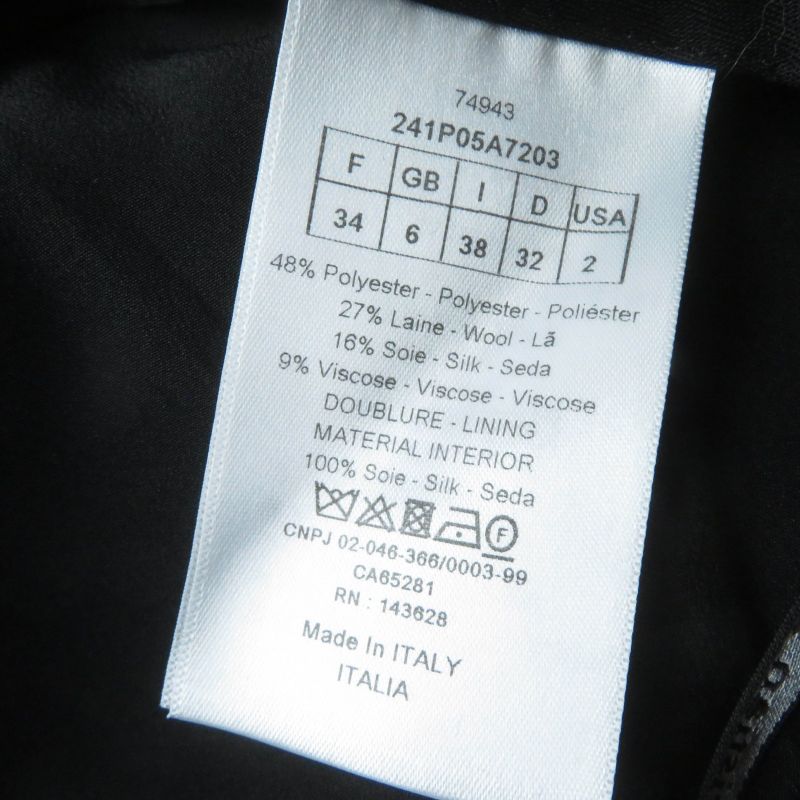 74943
241P05A7203
F GB I D USA
34 6 38 32 2
48% Polyester - Polyester - Poliéster
27% Laine - Wool - Lã
16% Soie - Silk - Seda
9% Viscose - Viscose - Viscose
DOUBLURE - LINING
MATERIAL INTERIOR
100% Soie - Silk - Seda
F
CNPJ 02-046-366/0003-99
CA65281
RN : 143628
Made In ITALY
ITALIA